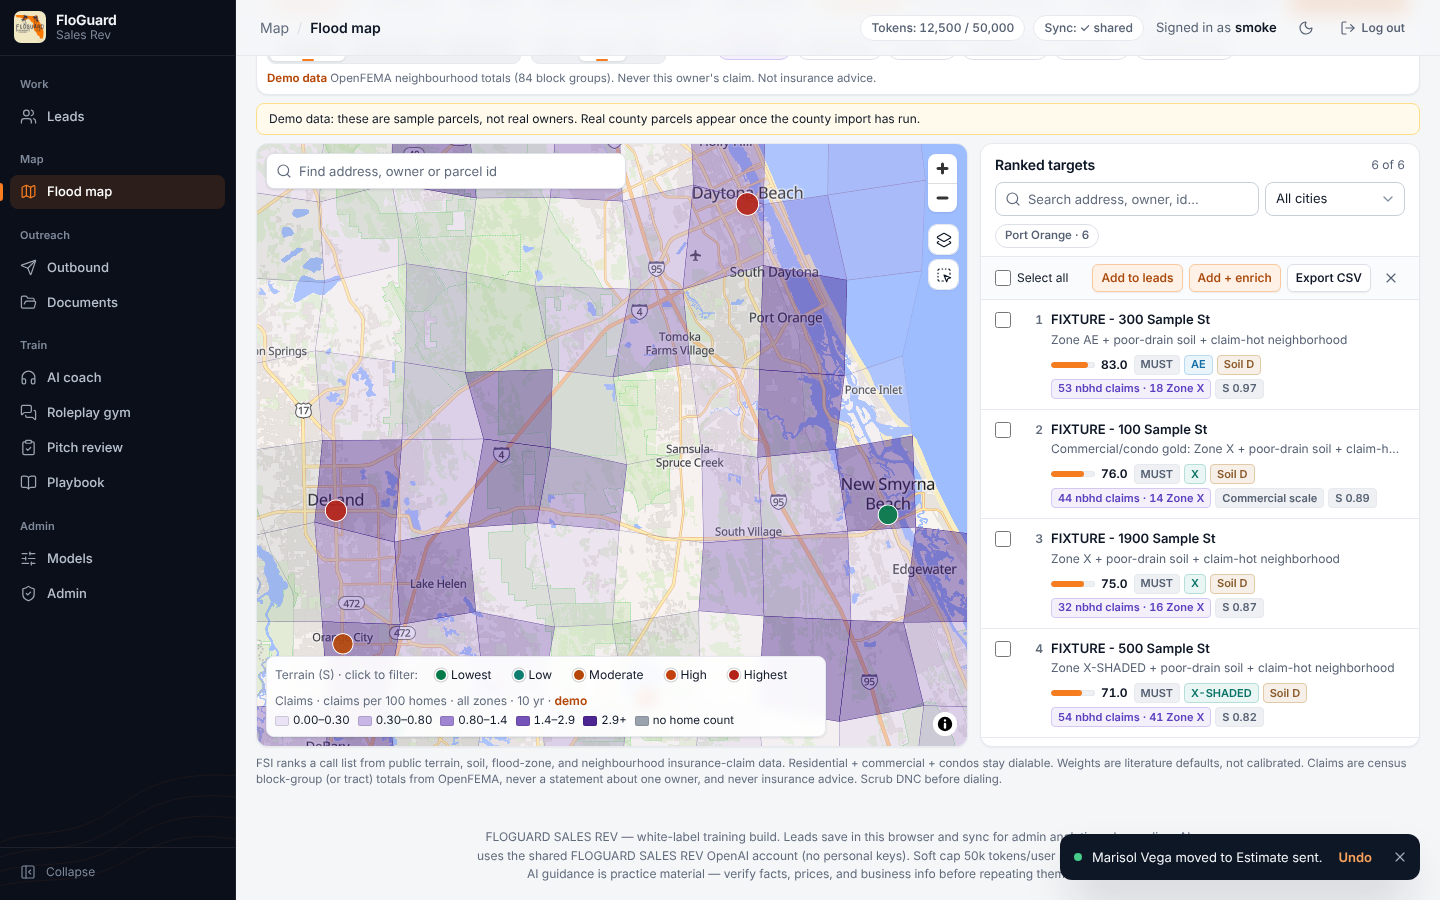 FloGuard
Sales Rev
Work
Leads
Map
Flood map
Outreach
Outbound
Documents
Train
AI coach
Roleplay gym
Pitch review
Playbook
Admin
Models
Admin
Collapse
Map / Flood map
Tokens: 12,500 / 50,000
Sync: ✓ shared
Signed in as smoke
Log out
Demo data OpenFEMA neighbourhood totals (84 block groups). Never this owner's claim. Not insurance advice.
Demo data: these are sample parcels, not real owners. Real county parcels appear once the county import has run.
Find address, owner or parcel id
Daytona Beach
95
South Daytona
4
Port Orange
Tomoka
Farms Village
on Springs
Ponce Inlet
17
Samsula-
Spruce Creek
4
New Smyrna
Beach
DeLand
95
South Village
Edgewater
Lake Helen
472
472
95
Terrain (S) · click to filter:
Lowest
Low
Moderate
High
Highest
Claims · claims per 100 homes · all zones · 10 yr · demo
0.00–0.30
0.30–0.80
0.80–1.4
1.4–2.9
2.9+
no home count
Ranked targets
6 of 6
Search address, owner, id...
All cities
Port Orange · 6
Select all
Add to leads
Add + enrich
Export CSV
1 FIXTURE - 300 Sample St
Zone AE + poor-drain soil + claim-hot neighborhood
83.0 MUST AE Soil D
53 nbhd claims · 18 Zone X S 0.97
2 FIXTURE - 100 Sample St
Commercial/condo gold: Zone X + poor-drain soil + claim-h...
76.0 MUST X Soil D
44 nbhd claims · 14 Zone X Commercial scale S 0.89
3 FIXTURE - 1900 Sample St
Zone X + poor-drain soil + claim-hot neighborhood
75.0 MUST X Soil D
32 nbhd claims · 16 Zone X S 0.87
4 FIXTURE - 500 Sample St
Zone X-SHADED + poor-drain soil + claim-hot neighborhood
71.0 MUST X-SHADED Soil D
54 nbhd claims · 41 Zone X S 0.82
FSI ranks a call list from public terrain, soil, flood-zone, and neighbourhood insurance-claim data. Residential + commercial + condos stay dialable. Weights are literature defaults, not calibrated. Claims are census
block-group (or tract) totals from OpenFEMA, never a statement about one owner, and never insurance advice. Scrub DNC before dialing.
FLOGUARD SALES REV — white-label training build. Leads save in this browser and sync for admin
uses the shared FLOGUARD SALES REV OpenAI account (no personal keys). Soft cap 50k tokens/user
AI guidance is practice material — verify facts, prices, and business info before repeating
Marisol Vega moved to Estimate sent.
Undo